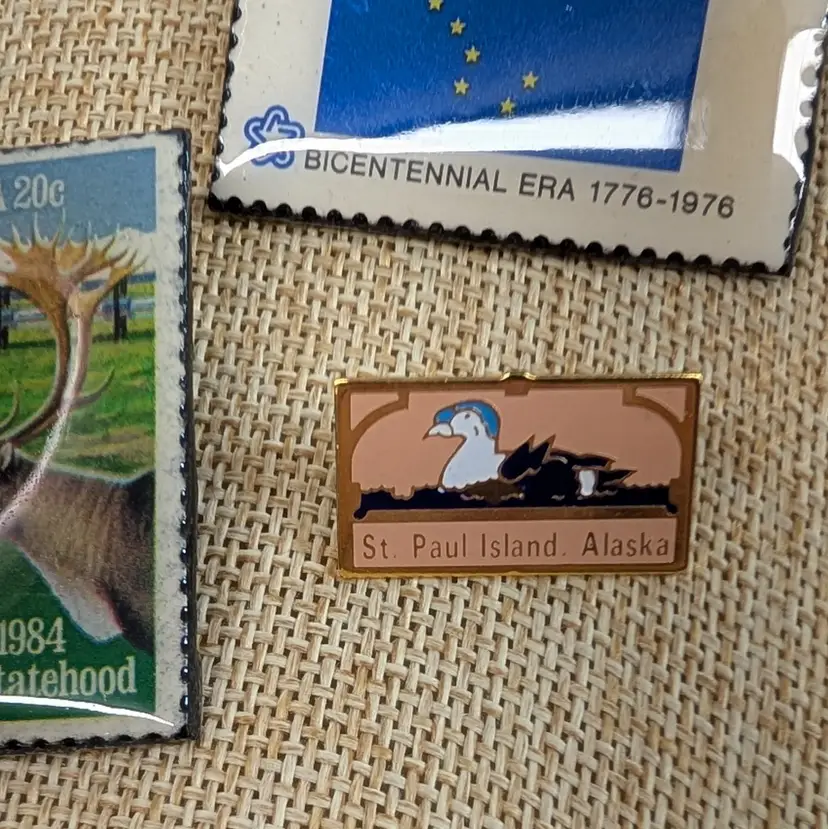 BICENTENNIAL ERA 1776-1976
20c
1984
tatehood
St. Paul Island. Alaska